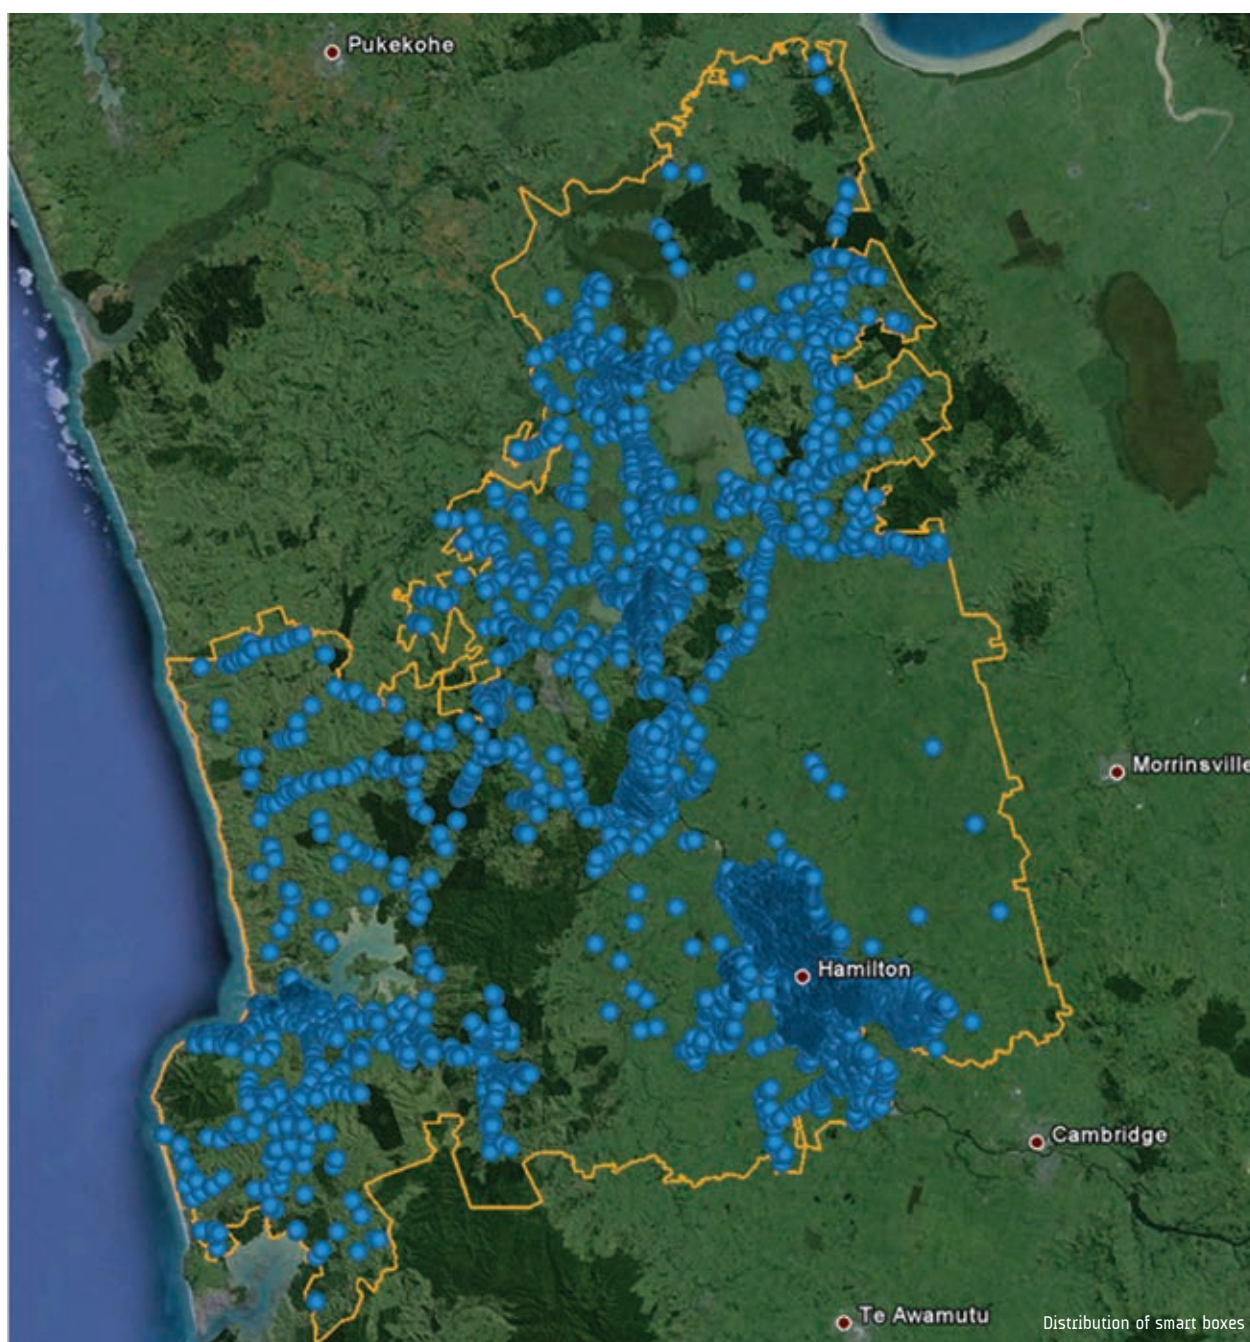 Pukekohe
Morrinsville
Hamilton
Cambridge
Te Awamutu
Distribution of smart boxes